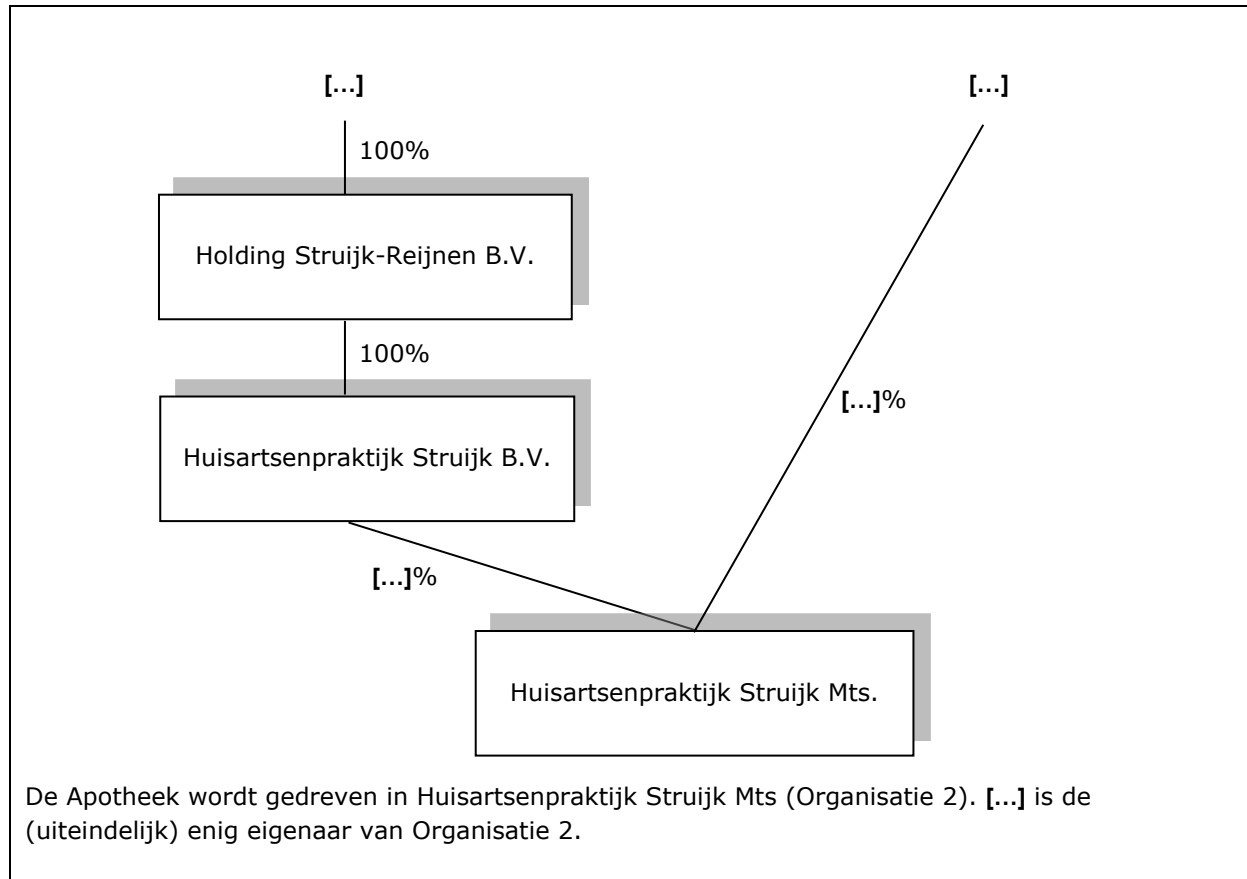 [...] [...]
100%
Holding Struijk-Reijnen B.V.
100%
[...]%
Huisartsenpraktijk Struijk B.V.
[...]%
Huisartsenpraktijk Struijk Mts.
De Apotheek wordt gedreven in Huisartsenpraktijk Struijk Mts (Organisatie 2). [...] is de
(uiteindelijk) enig eigenaar van Organisatie 2.